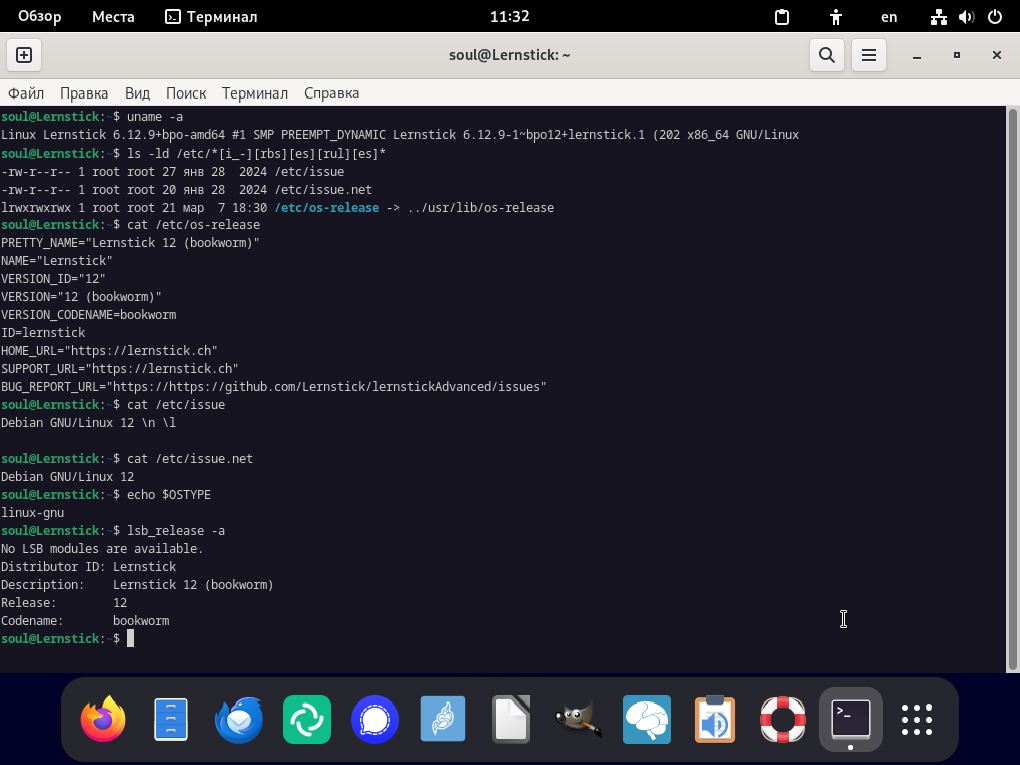 Обзор Места Терминал 11:32 en
soul@Lernstick: ~
Файл Правка Вид Поиск Терминал Справка
soul@Lernstick:~$ uname -a
Linux Lernstick 6.12.9+bpo-amd64 #1 SMP PREEMPT_DYNAMIC Lernstick 6.12.9-1~bpo12+lernstick.1 (202 x86_64 GNU/Linux
soul@Lernstick:~$ ls -ld /etc/*[i_-][rbs][es][rul][es]*
-rw-r--r-- 1 root root 27 янв 28  2024 /etc/issue
-rw-r--r-- 1 root root 20 янв 28  2024 /etc/issue.net
lrwxrwxrwx 1 root root 21 мар  7 18:30 /etc/os-release -> ../usr/lib/os-release
soul@Lernstick:~$ cat /etc/os-release
PRETTY_NAME="Lernstick 12 (bookworm)"
NAME="Lernstick"
VERSION_ID="12"
VERSION="12 (bookworm)"
VERSION_CODENAME=bookworm
ID=lernstick
HOME_URL="https://lernstick.ch"
SUPPORT_URL="https://lernstick.ch"
BUG_REPORT_URL="https://https://github.com/Lernstick/lernstickAdvanced/issues"
soul@Lernstick:~$ cat /etc/issue
Debian GNU/Linux 12 \n \l
soul@Lernstick:~$ cat /etc/issue.net
Debian GNU/Linux 12
soul@Lernstick:~$ echo $OSTYPE
linux-gnu
soul@Lernstick:~$ lsb_release -a
No LSB modules are available.
Distributor ID: Lernstick
Description:    Lernstick 12 (bookworm)
Release:        12
Codename:       bookworm
soul@Lernstick:~$